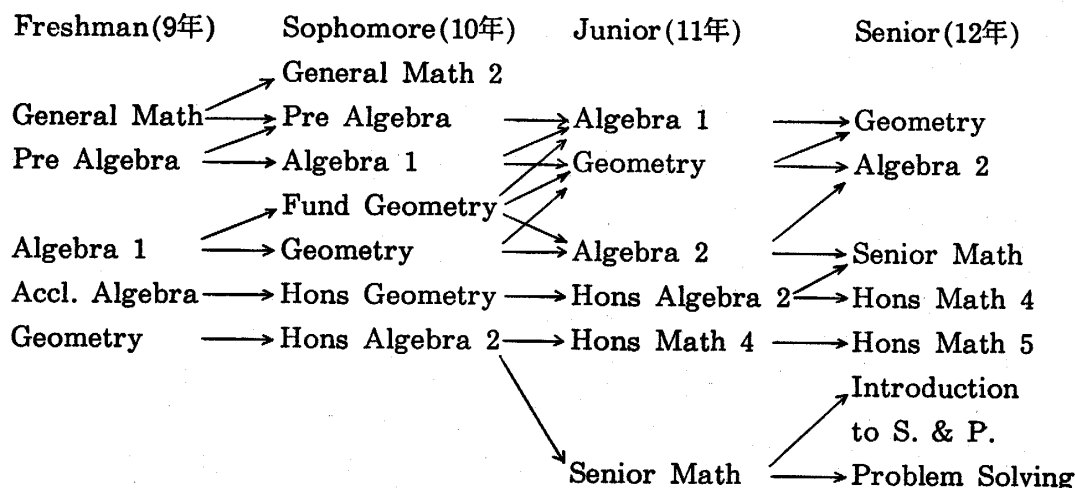 Freshman(9年) Sophomore(10年) Junior(11年) Senior(12年)
General Math 2
General Math Pre Algebra Algebra 1 Geometry
Pre Algebra Algebra 1 Geometry Algebra 2
Fund Geometry
Algebra 1 Geometry Algebra 2 Senior Math
Accl. Algebra Hons Geometry Hons Algebra 2 Hons Math 4
Geometry Hons Algebra 2 Hons Math 4 Hons Math 5
Introduction
to S. & P.
Senior Math Problem Solving